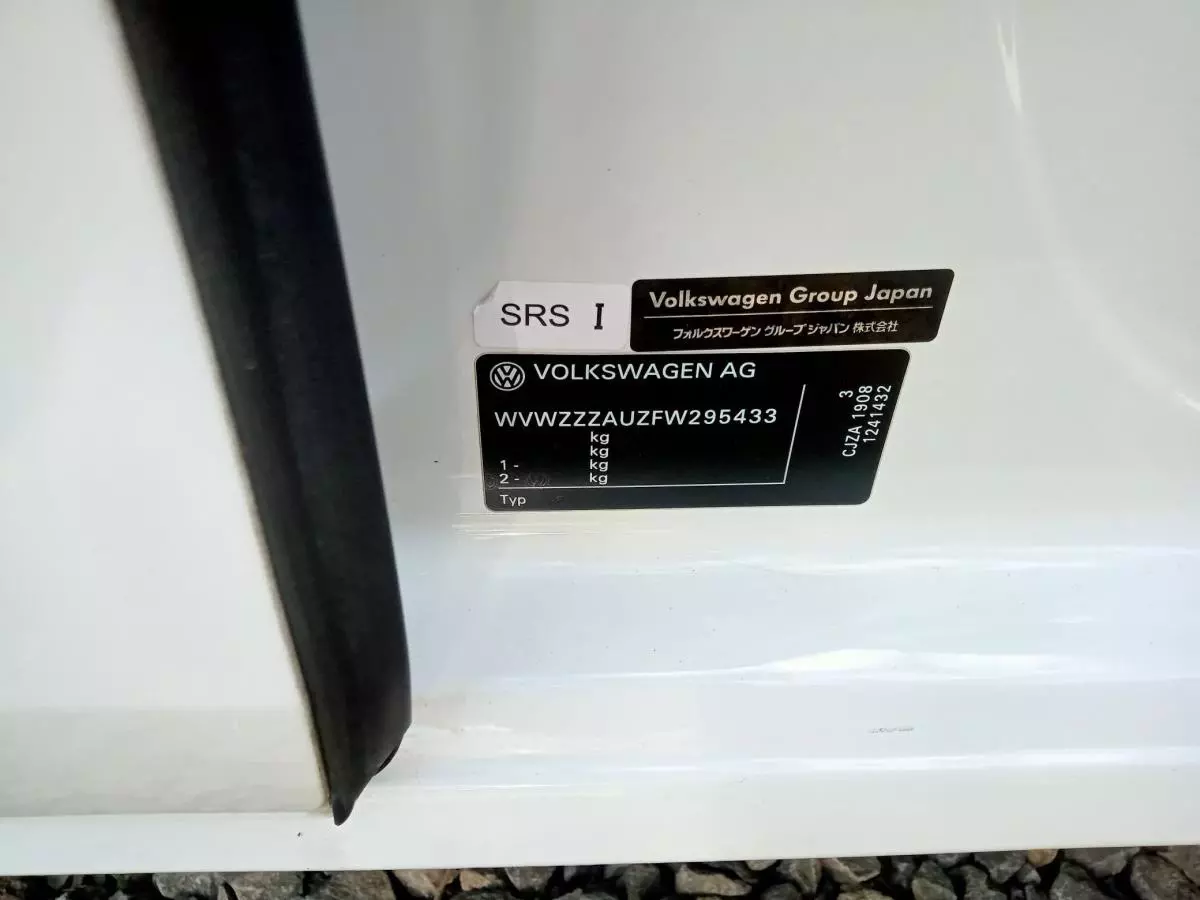 SRS I
Volkswagen Group Japan
フォルクスワーゲン グループ ジャパン 株式会社
VOLKSWAGEN AG
WVWZZZAUZFW295433
kg
kg
1 - kg
2 - kg
Typ
3
CJZA 1908
1241432